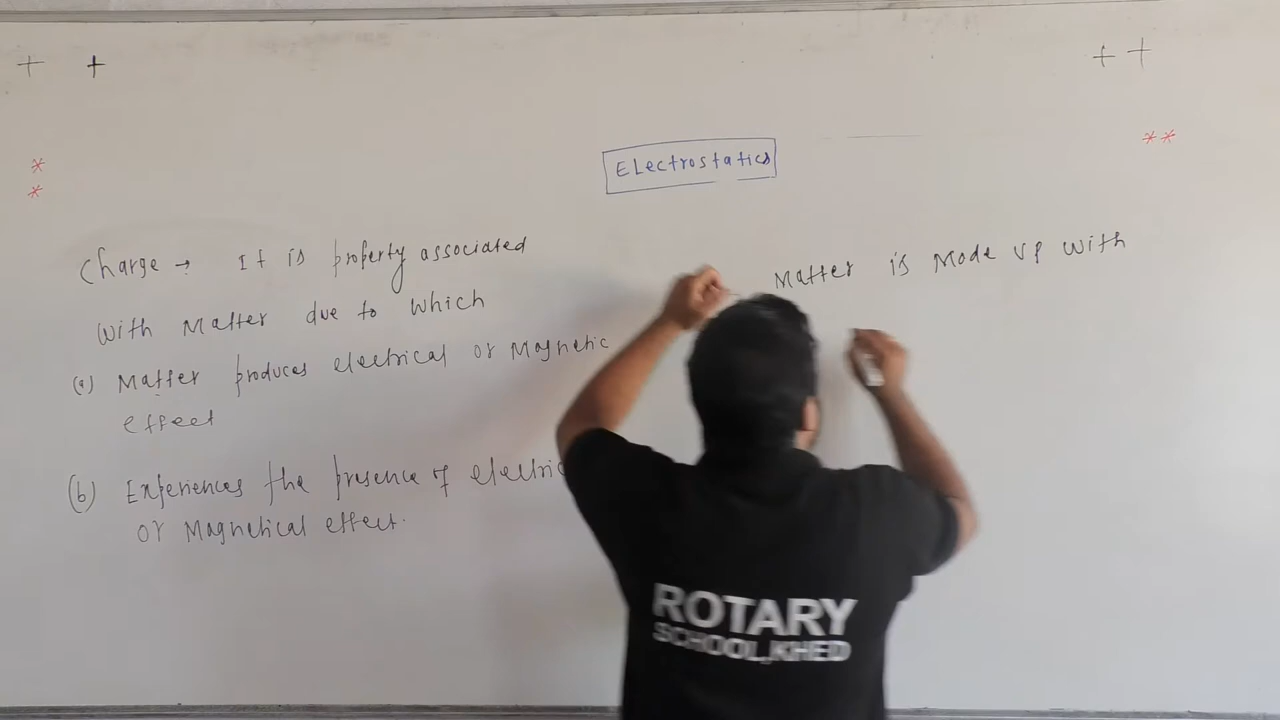 + +
+ +
*
*
**
Electrostatics
Charge → It is property associated
with Matter due to which
(a) Matter produces electrical or Magnetic
effect
(b) Experiences the presence of electric
or Magnetical effect.
Matter is Made up with
ROTARY
SCHOOL,KHED